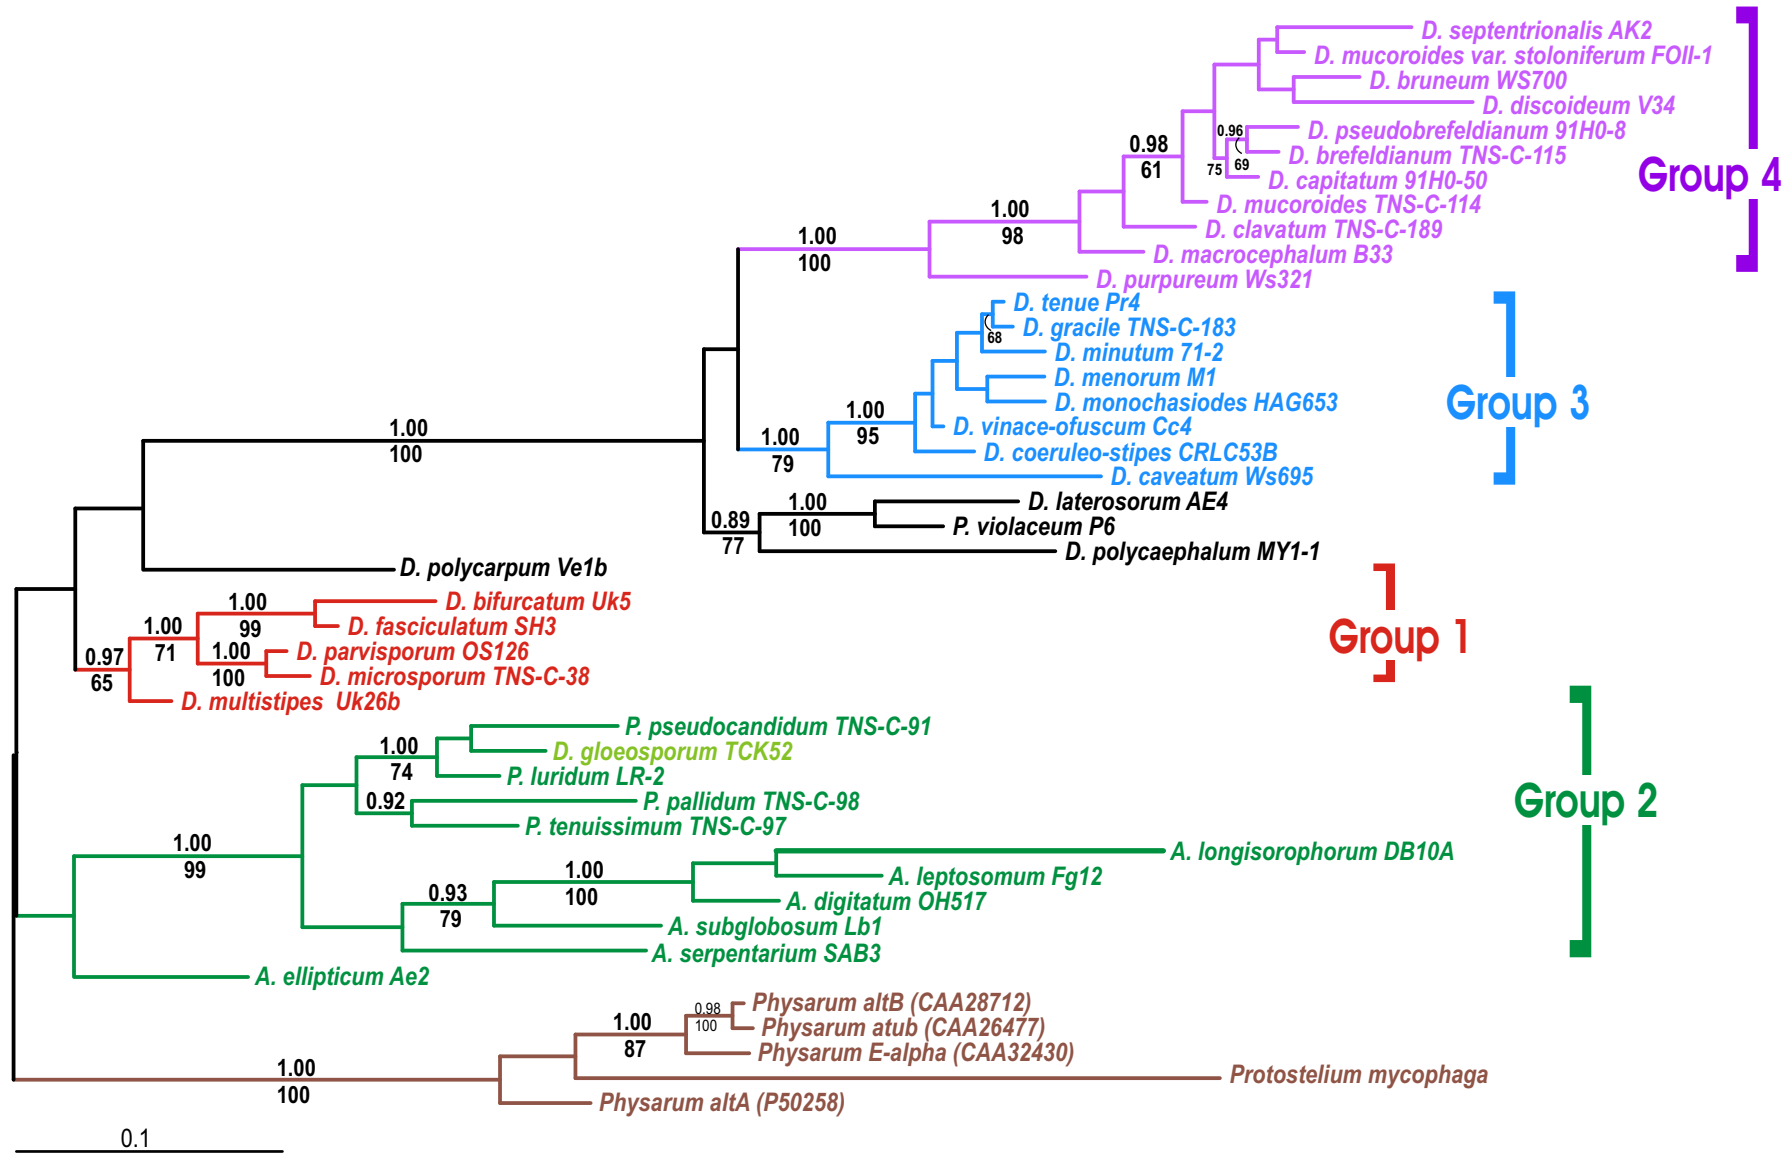 D. septentrionalis AK2
D. mucoroides var. stoloniferum FOII-1
D. bruneum WS700
D. discoideum V34
0.96
D. pseudobrefeldianum 91H0-8
0.98
61
D. brefeldianum TNS-C-115
75
69
D. capitatum 91H0-50
Group 4
D. mucoroides TNS-C-114
1.00
98
D. clavatum TNS-C-189
1.00
100
D. macrocephalum B33
D. purpureum Ws321
D. tenue Pr4
D. gracile TNS-C-183
68
D. minutum 71-2
D. menorum M1
D. monochasiodes HAG653
Group 3
1.00
95
D. vinace-ofuscum Cc4
1.00
79
D. coeruleo-stipes CRLC53B
D. caveatum Ws695
1.00
100
D. laterosorum AE4
1.00
100
P. violaceum P6
0.89
77
D. polycaephalum MY1-1
D. polycarpum Ve1b
1.00
99
D. bifurcatum Uk5
D. fasciculatum SH3
1.00
71
Group 1
1.00
100
D. parvisporum OS126
0.97
65
D. microsporum TNS-C-38
D. multistipes Uk26b
P. pseudocandidum TNS-C-91
1.00
74
D. gloeosporum TCK52
P. luridum LR-2
0.92
P. pallidum TNS-C-98
Group 2
P. tenuissimum TNS-C-97
1.00
99
A. longisorophorum DB10A
1.00
100
A. leptosomum Fg12
0.93
79
A. digitatum OH517
A. subglobosum Lb1
A. serpentarium SAB3
A. ellipticum Ae2
0.98
100
Physarum altB (CAA28712)
1.00
87
Physarum atub (CAA26477)
Physarum E-alpha (CAA32430)
1.00
100
Protostelium mycophaga
Physarum altA (P50258)
0.1